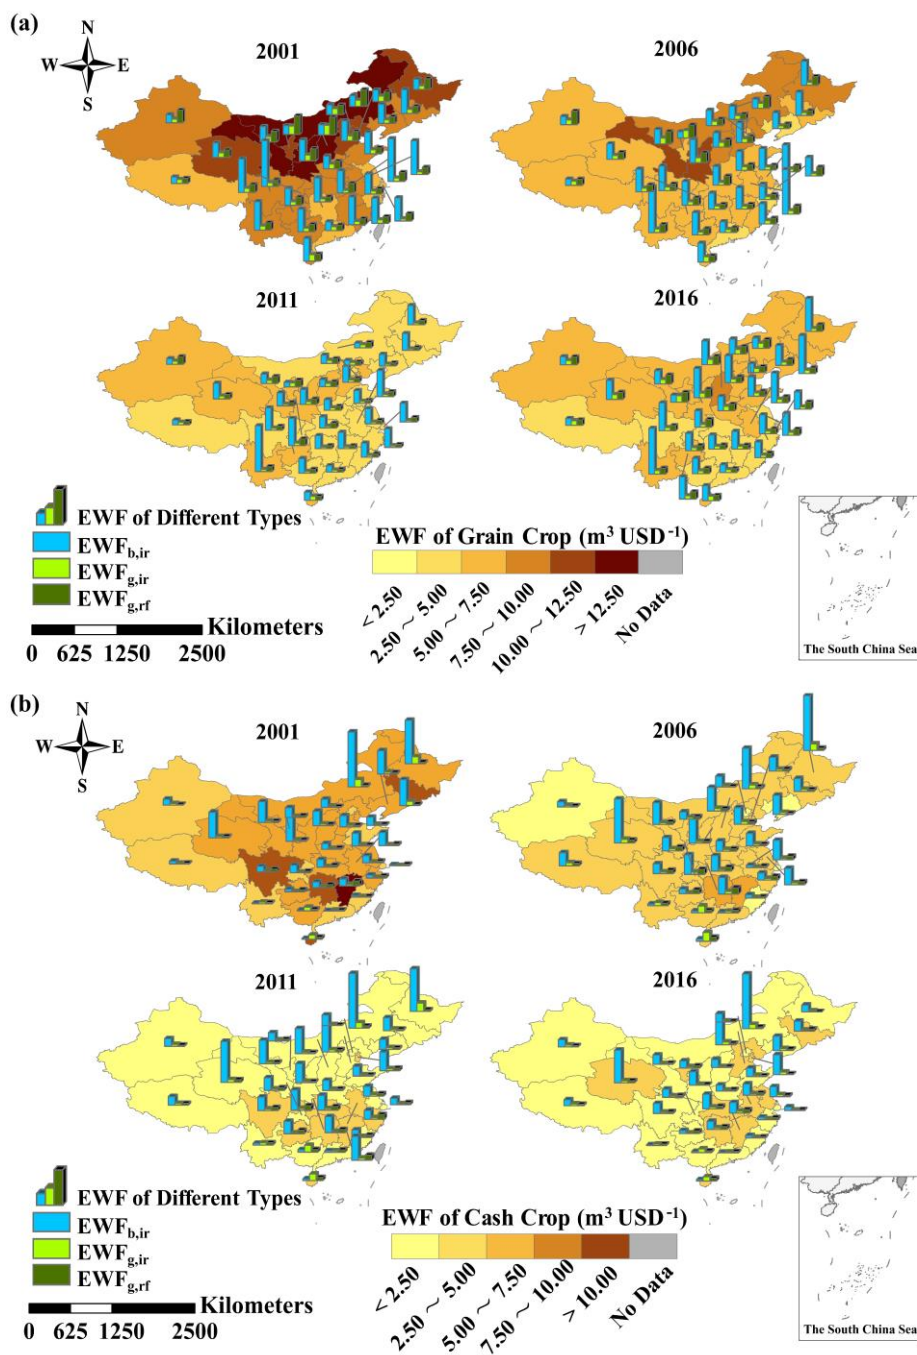 (a)
N
W E
S
2001
2006
2011
2016
EWF of Different Types
EWFb,ir
EWFg,ir
EWFg,rf
Kilometers
0 625 1250 2500
EWF of Grain Crop (m³ USD⁻¹)
< 2.50
2.50 ~ 5.00
5.00 ~ 7.50
7.50 ~ 10.00
10.00 ~ 12.50
> 12.50
No Data
The South China Sea
(b)
N
W E
S
2001
2006
2011
2016
EWF of Different Types
EWFb,ir
EWFg,ir
EWFg,rf
Kilometers
0 625 1250 2500
EWF of Cash Crop (m³ USD⁻¹)
< 2.50
2.50 ~ 5.00
5.00 ~ 7.50
7.50 ~ 10.00
> 10.00
No Data
The South China Sea